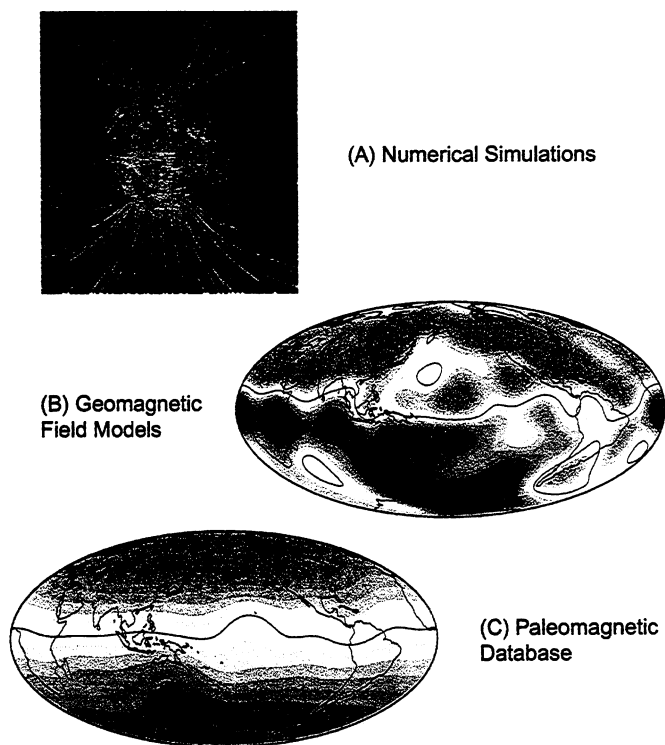 (A) Numerical Simulations
(B) Geomagnetic
Field Models
(C) Paleomagnetic
Database